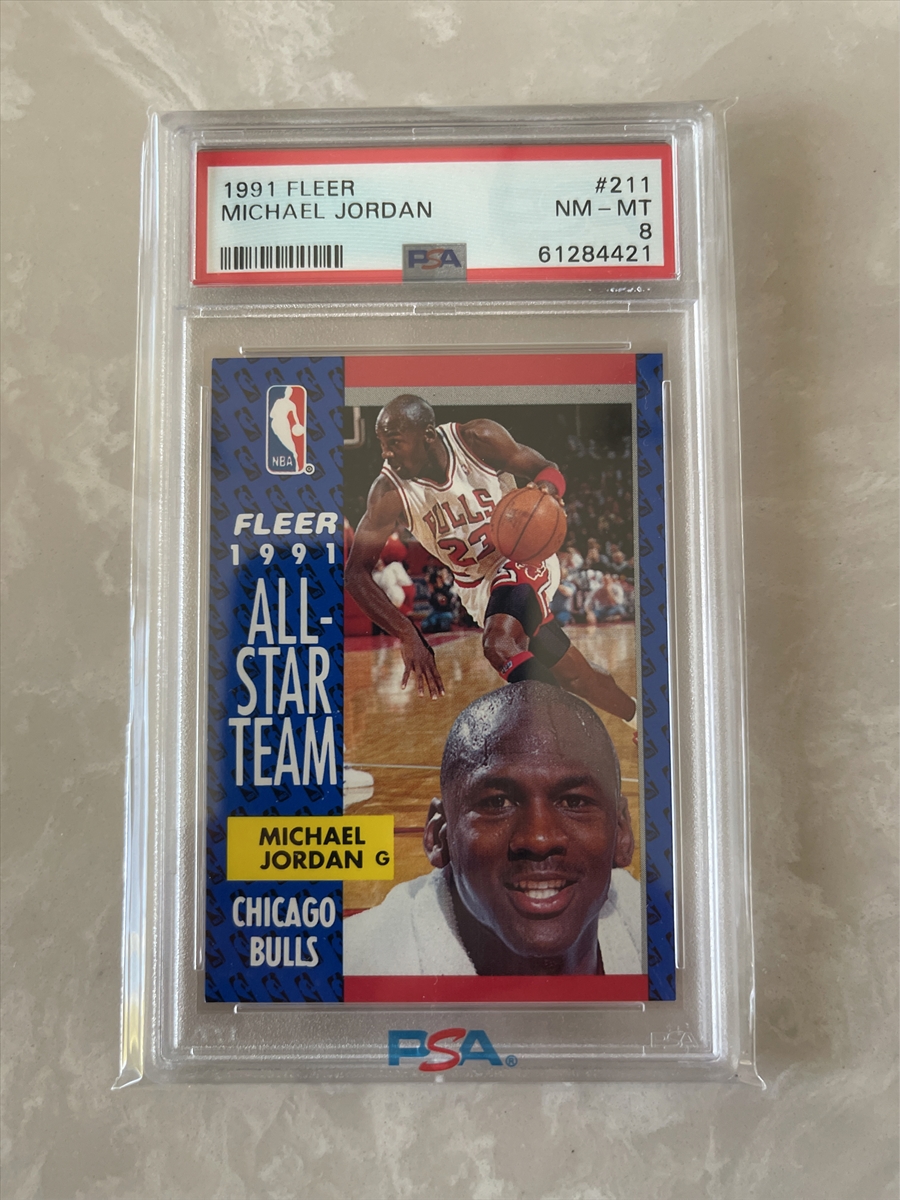 1991 FLEER
#211
MICHAEL JORDAN
NM - MT
8
61284421
PSA
NBA
®
FLEER
1991
ALL-
STAR
TEAM
BULLS
23
MICHAEL
JORDAN G
CHICAGO
BULLS
PSA
PSA®